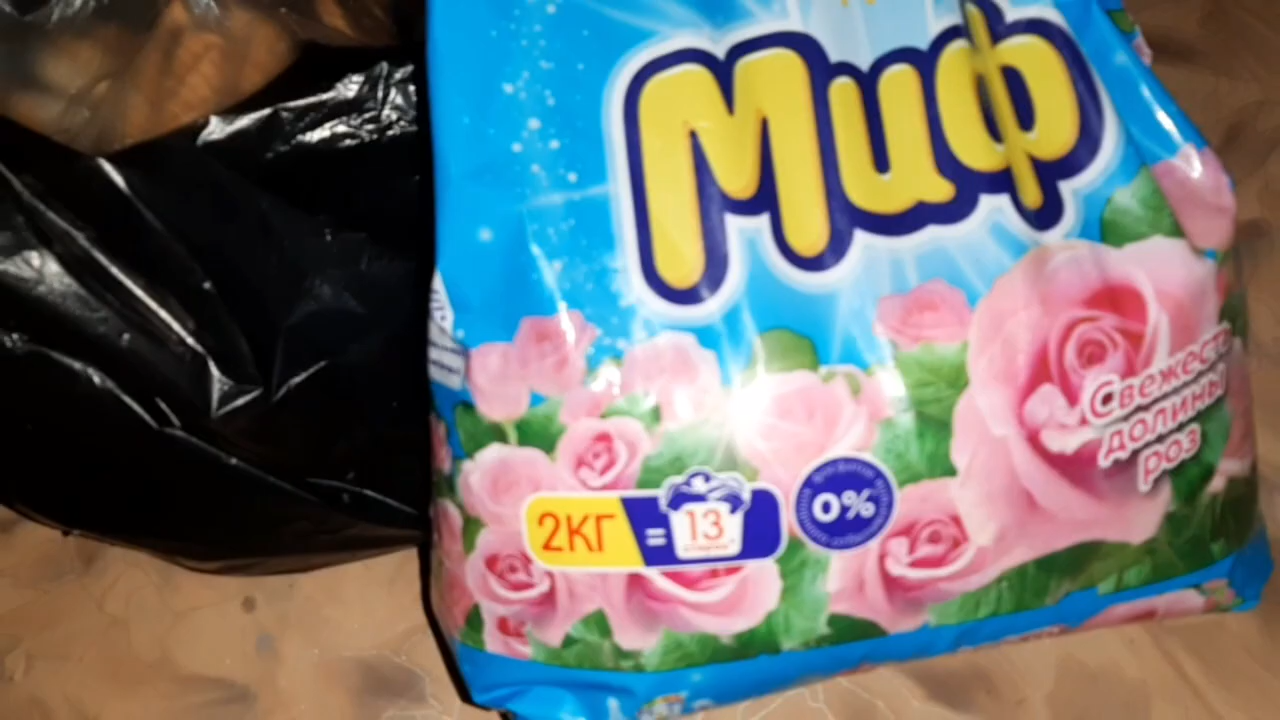 Миф
Свежесть
долины
роз
2КГ = 13
0%